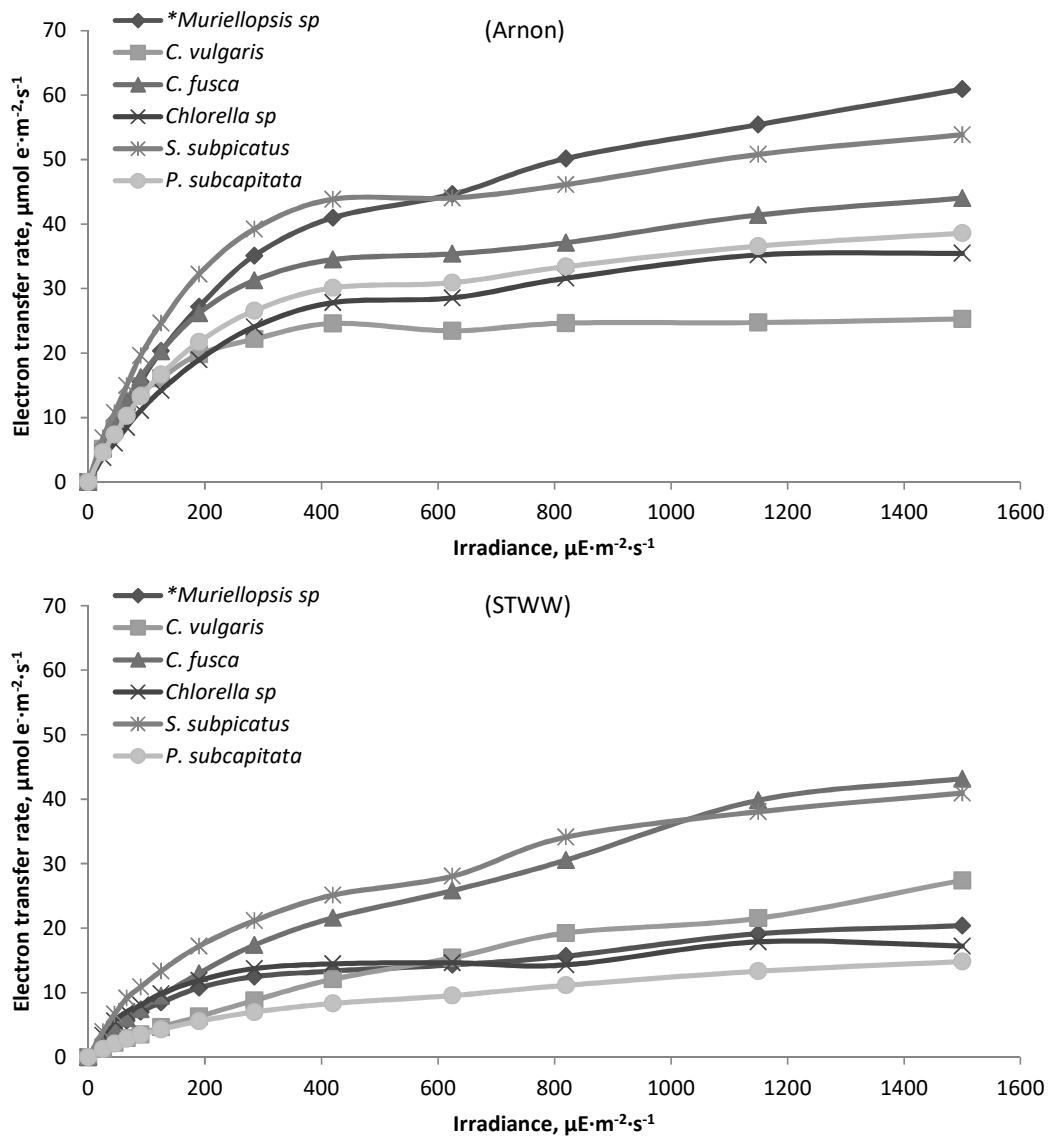 (Arnon)
*Muriellopsis sp
C. vulgaris
C. fusca
Chlorella sp
S. subpicatus
P. subcapitata
Electron transfer rate, µmol e⁻·m⁻²·s⁻¹
70
60
50
40
30
20
10
0
0 200 400 600 800 1000 1200 1400 1600
Irradiance, µE·m⁻²·s⁻¹
(STWW)
*Muriellopsis sp
C. vulgaris
C. fusca
Chlorella sp
S. subpicatus
P. subcapitata
Electron transfer rate, µmol e⁻·m⁻²·s⁻¹
70
60
50
40
30
20
10
0
0 200 400 600 800 1000 1200 1400 1600
Irradiance, µE·m⁻²·s⁻¹